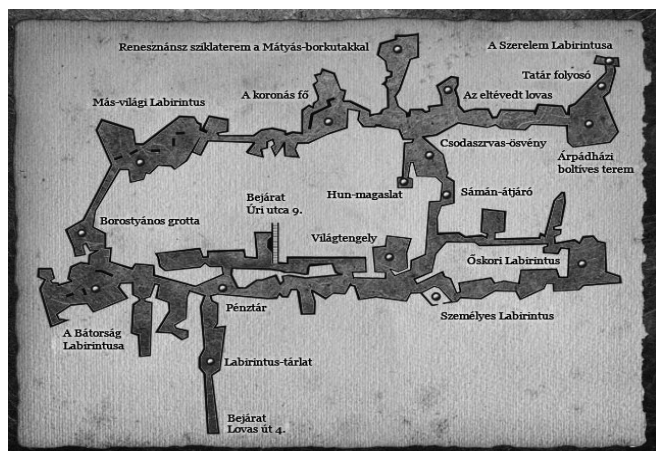 Renesznánsz sziklaterem a Mátyás-borkutakkal
A Szerelem Labirintusa
Tatár folyosó
A koronás fő
Az eltévedt lovas
Más-világi Labirintus
Csodaszrvas-ösvény
Árpádházi
boltíves terem
Hun-magaslat
Sámán-átjáró
Bejárat
Úri utca 9.
Borostyános grotta
Világtengely
Őskori Labirintus
Pénztár
Személyes Labirintus
A Bátorság
Labirintusa
Labirintus-tárlat
Bejárat
Lovas út 4.